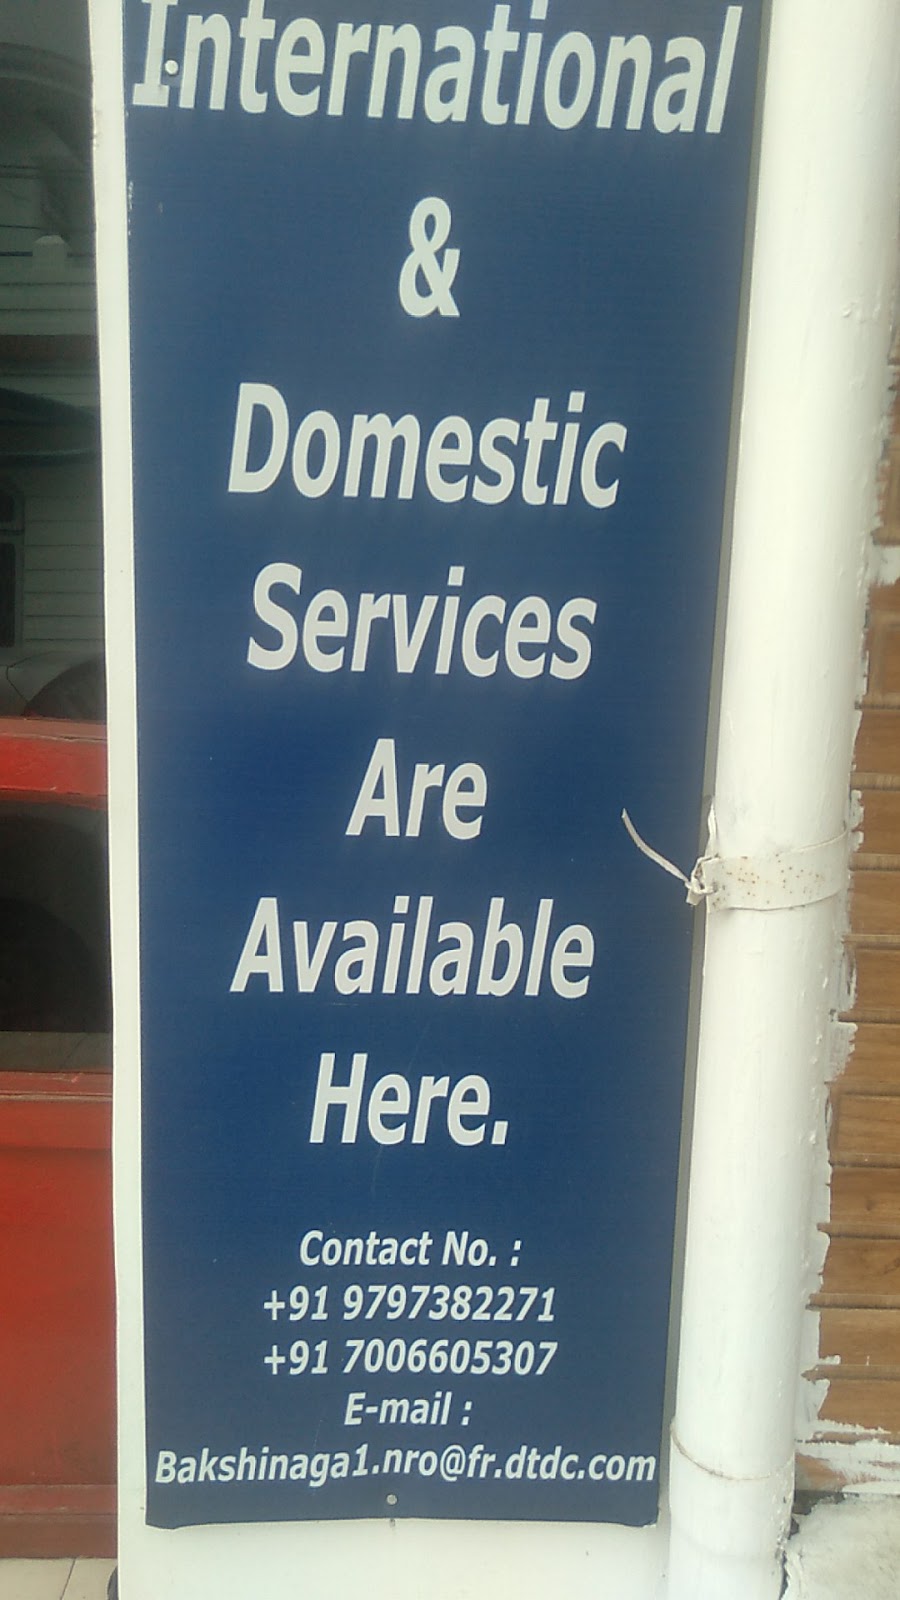 International
&
Domestic
Services
Are
Available
Here.
Contact No. :
+91 9797382271
+91 7006605307
E-mail :
Bakshinaga1.nro@fr.dtdc.com